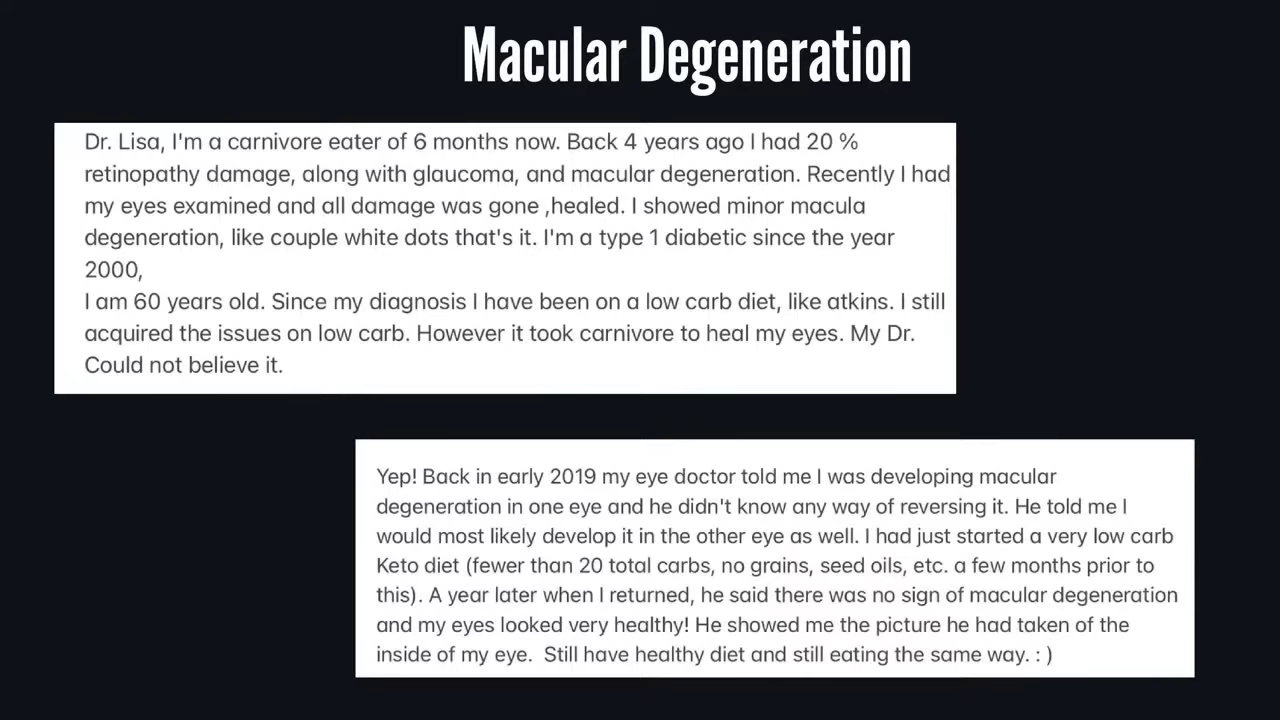 Macular Degeneration
Dr. Lisa, I'm a carnivore eater of 6 months now. Back 4 years ago I had 20 %
retinopathy damage, along with glaucoma, and macular degeneration. Recently I had
my eyes examined and all damage was gone ,healed. I showed minor macula
degeneration, like couple white dots that's it. I'm a type 1 diabetic since the year
2000,
I am 60 years old. Since my diagnosis I have been on a low carb diet, like atkins. I still
acquired the issues on low carb. However it took carnivore to heal my eyes. My Dr.
Could not believe it.
Yep! Back in early 2019 my eye doctor told me I was developing macular
degeneration in one eye and he didn't know any way of reversing it. He told me I
would most likely develop it in the other eye as well. I had just started a very low carb
Keto diet (fewer than 20 total carbs, no grains, seed oils, etc. a few months prior to
this). A year later when I returned, he said there was no sign of macular degeneration
and my eyes looked very healthy! He showed me the picture he had taken of the
inside of my eye.  Still have healthy diet and still eating the same way. : )